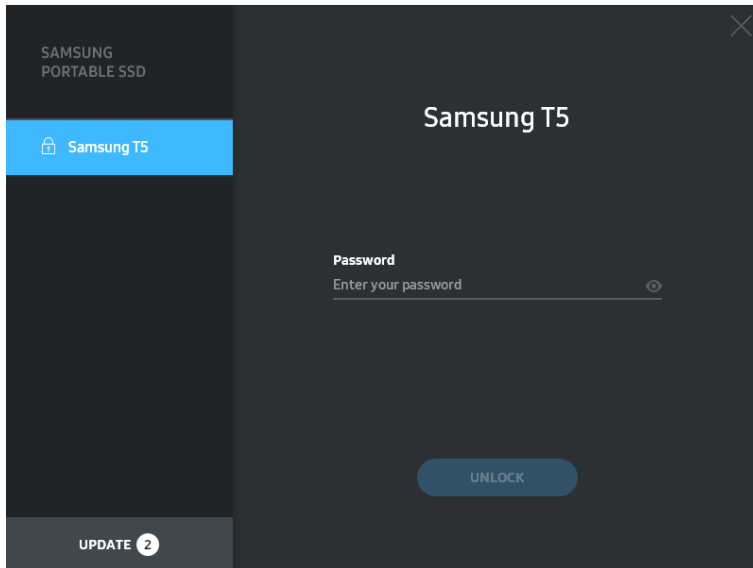 SAMSUNG
PORTABLE SSD
Samsung T5
Samsung T5
Password
Enter your password
UNLOCK
UPDATE 2